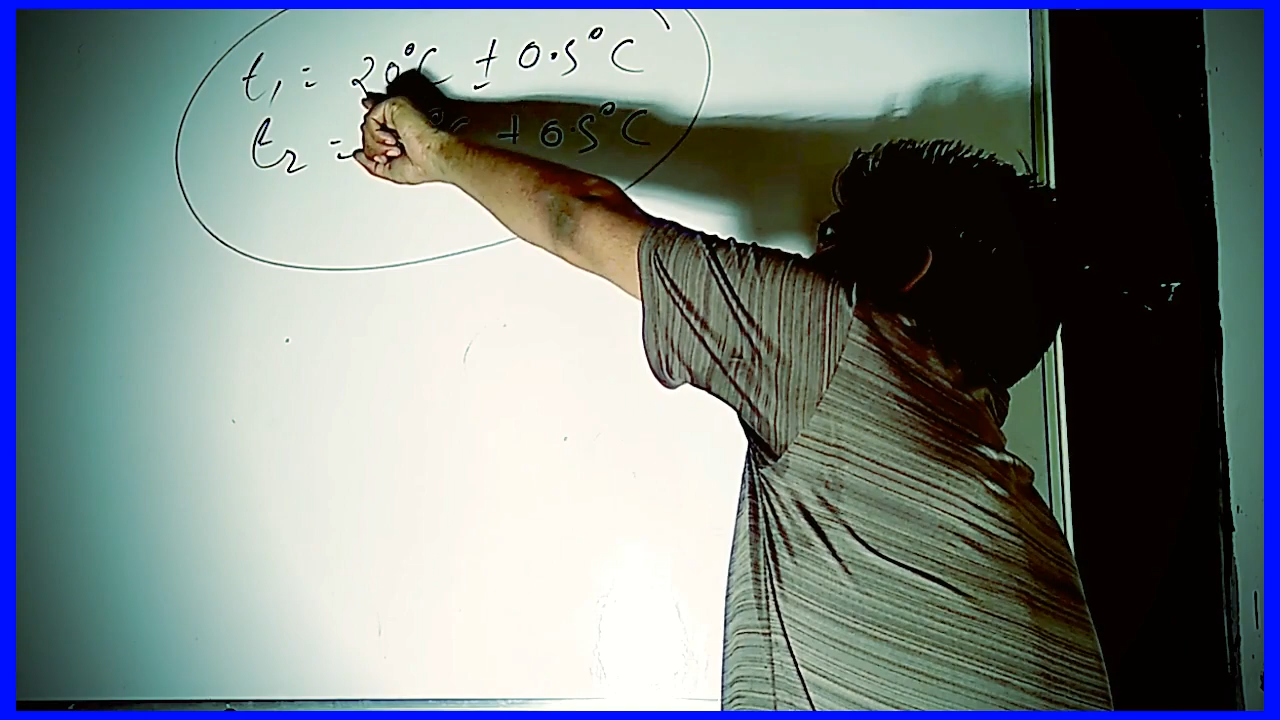 t₁ = 20°C ± 0.5°C
t₂ = °C ± 0.5°C